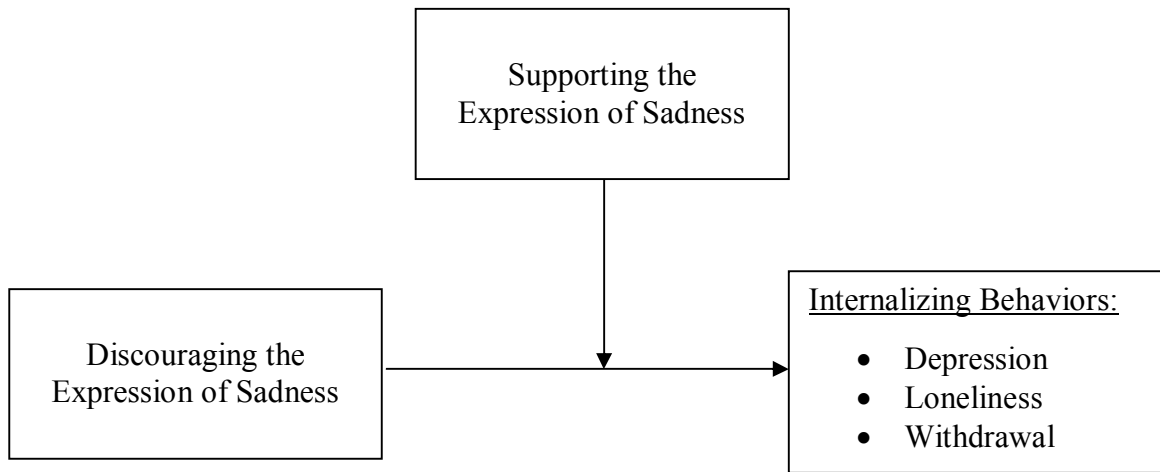 Supporting the
Expression of Sadness
Discouraging the
Expression of Sadness
Internalizing Behaviors:
• Depression
• Loneliness
• Withdrawal